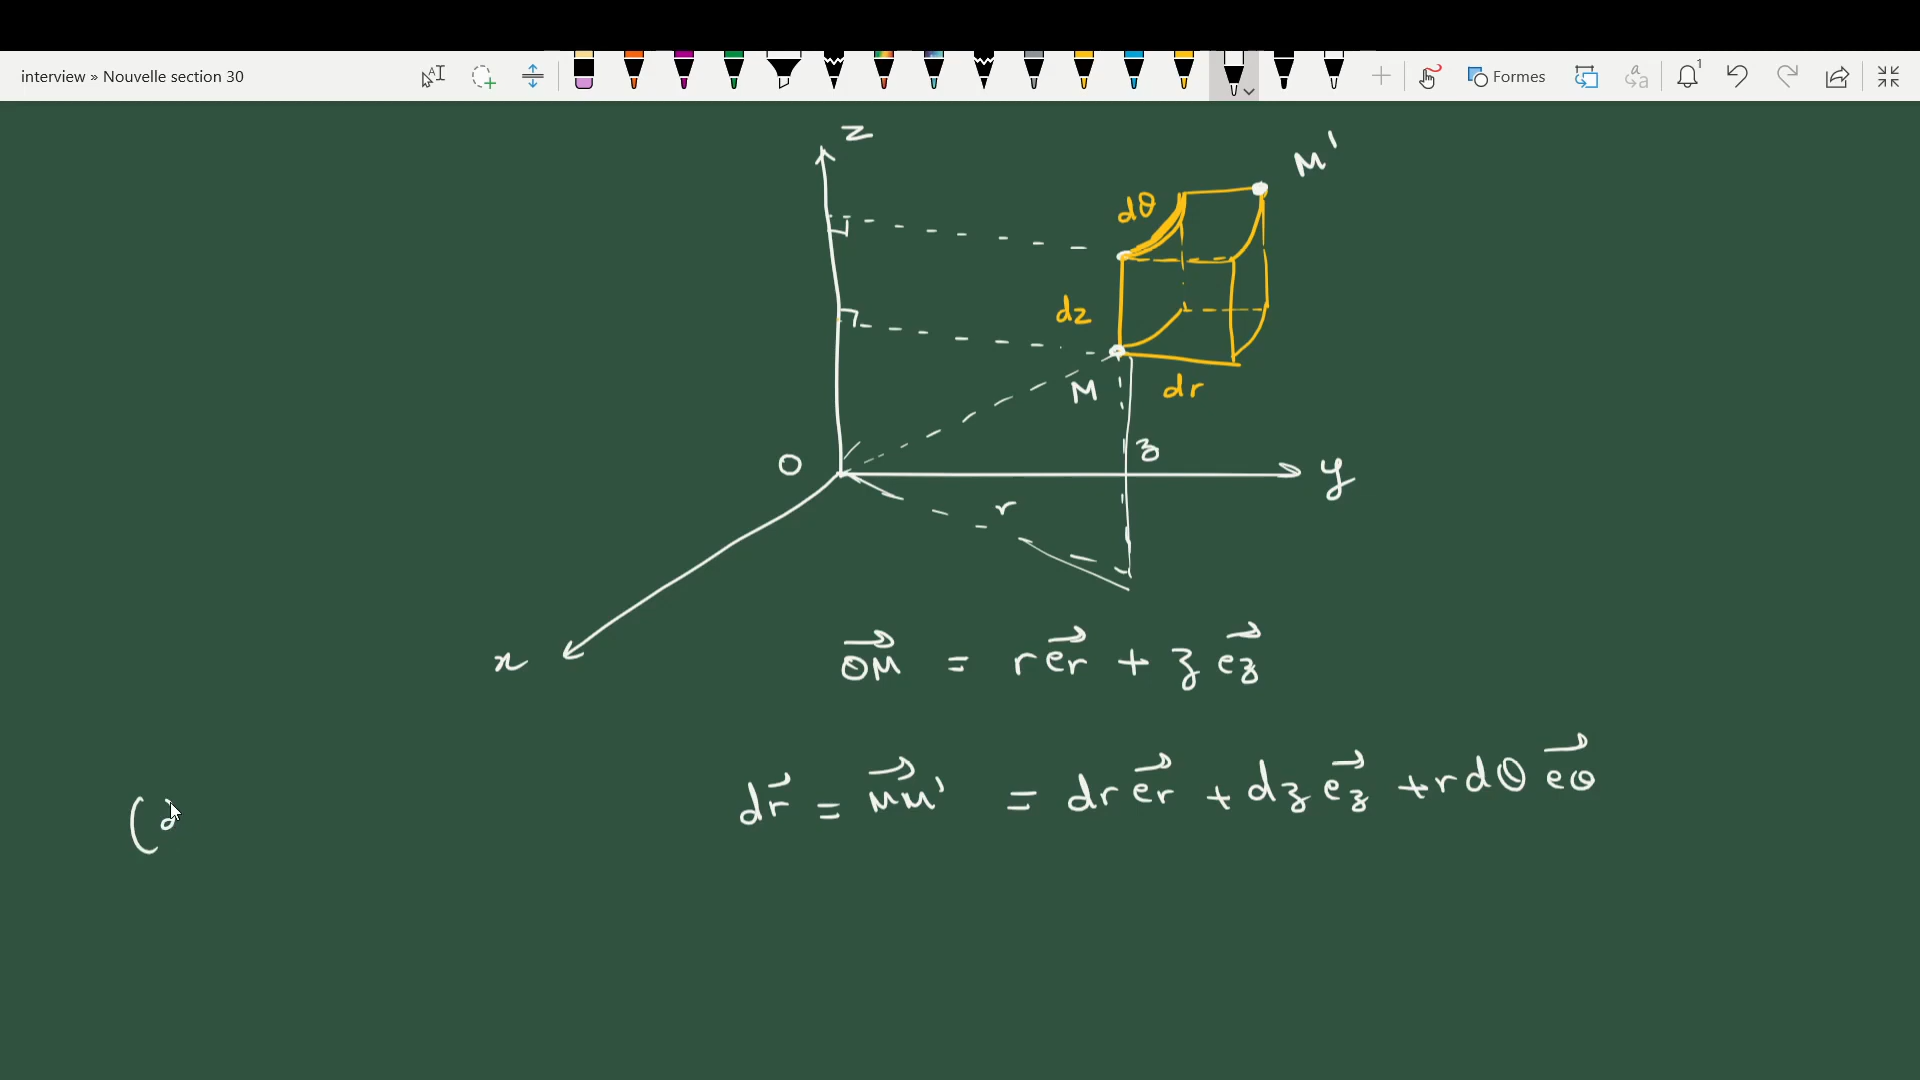 interview » Nouvelle section 30
Formes
1
z
M'
dθ
dz
M
dr
O
z
y
r
x
OM = r er + z ez
dr = MM' = dr er + dz ez + r dθ eθ
(